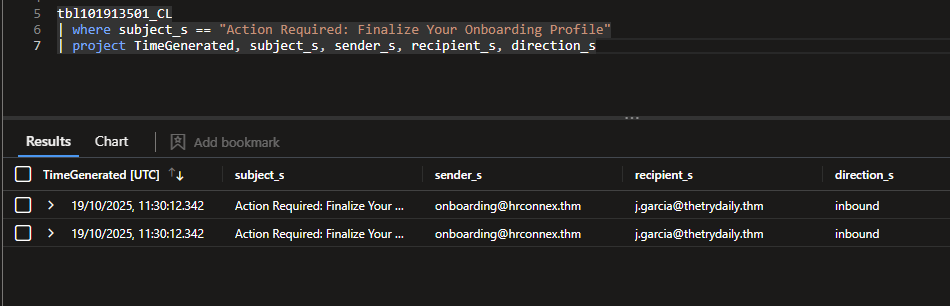 5 tbl101913501_CL
6 | where subject_s == "Action Required: Finalize Your Onboarding Profile"
7 | project TimeGenerated, subject_s, sender_s, recipient_s, direction_s
Results Chart Add bookmark
TimeGenerated [UTC] ↑↓ subject_s sender_s recipient_s direction_s
19/10/2025, 11:30:12.342 Action Required: Finalize Your ... onboarding@hrconnex.thm j.garcia@thetrydaily.thm inbound
19/10/2025, 11:30:12.342 Action Required: Finalize Your ... onboarding@hrconnex.thm j.garcia@thetrydaily.thm inbound